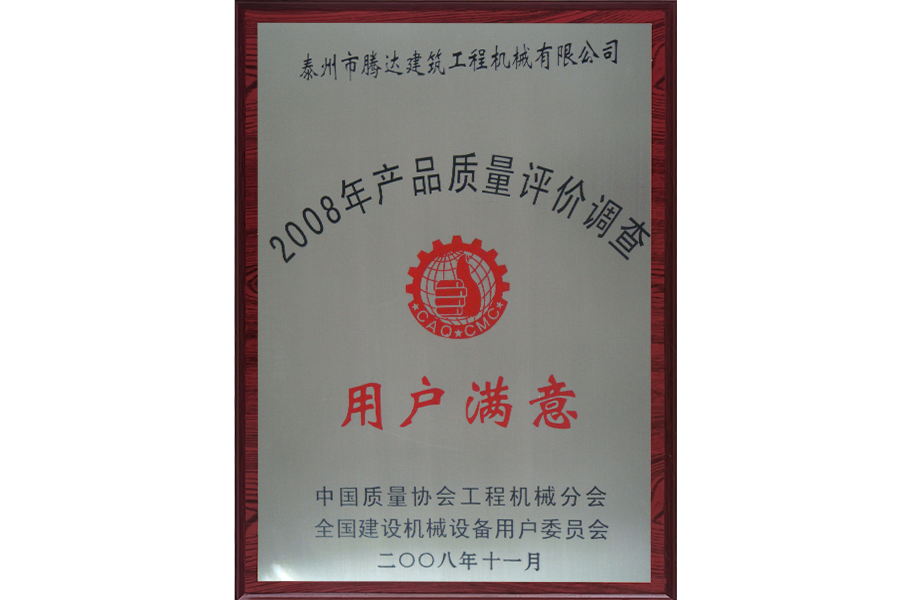 泰州市腾达建筑工程机械有限公司
2008年产品质量评价调查
★CAQ★CMC★
用户满意
中国质量协会工程机械分会
全国建设机械设备用户委员会
二〇〇八年十一月